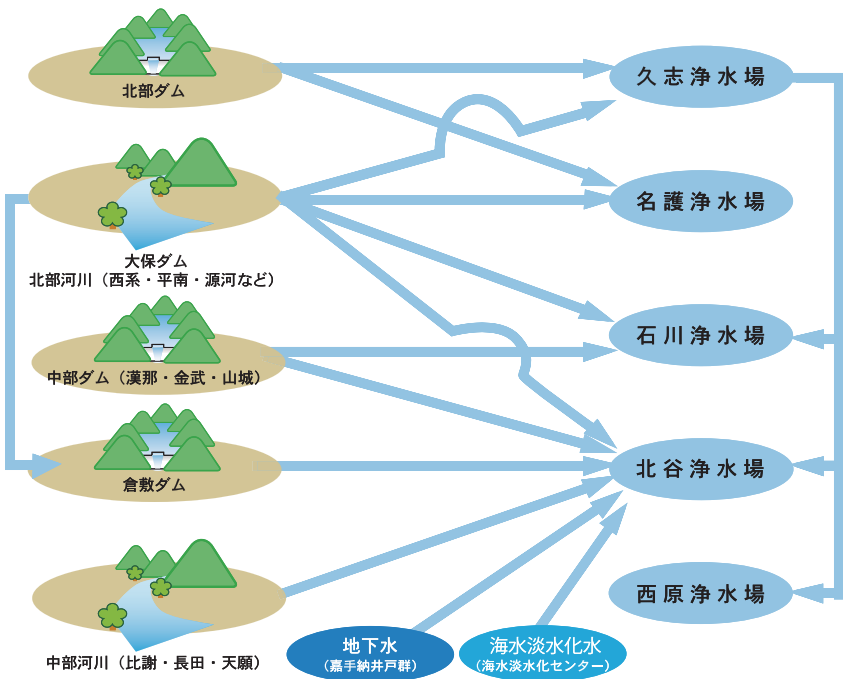 北部ダム
大保ダム
北部河川（西系・平南・源河など）
中部ダム（漢那・金武・山城）
倉敷ダム
中部河川（比謝・長田・天願）
地下水
（嘉手納井戸群）
海水淡水化水
（海水淡水化センター）
久志浄水場
名護浄水場
石川浄水場
北谷浄水場
西原浄水場